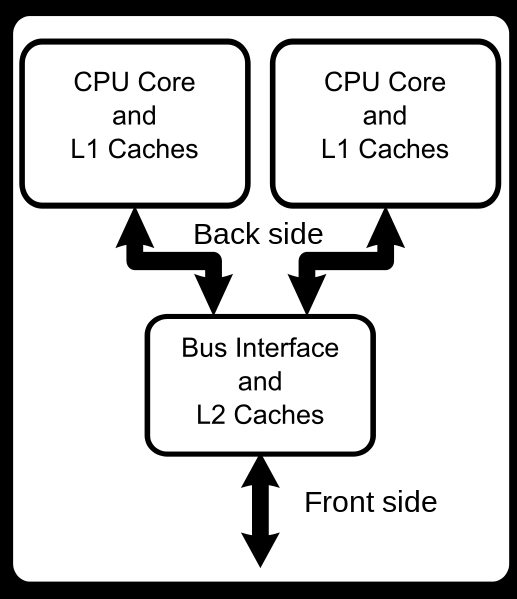 CPU Core
and
L1 Caches
CPU Core
and
L1 Caches
Back side
Bus Interface
and
L2 Caches
Front side